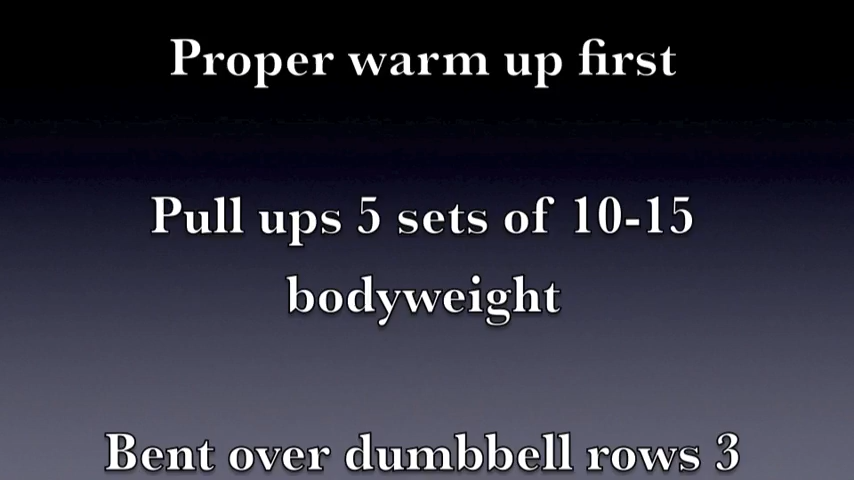 Proper warm up first
Pull ups 5 sets of 10-15
bodyweight
Bent over dumbbell rows 3